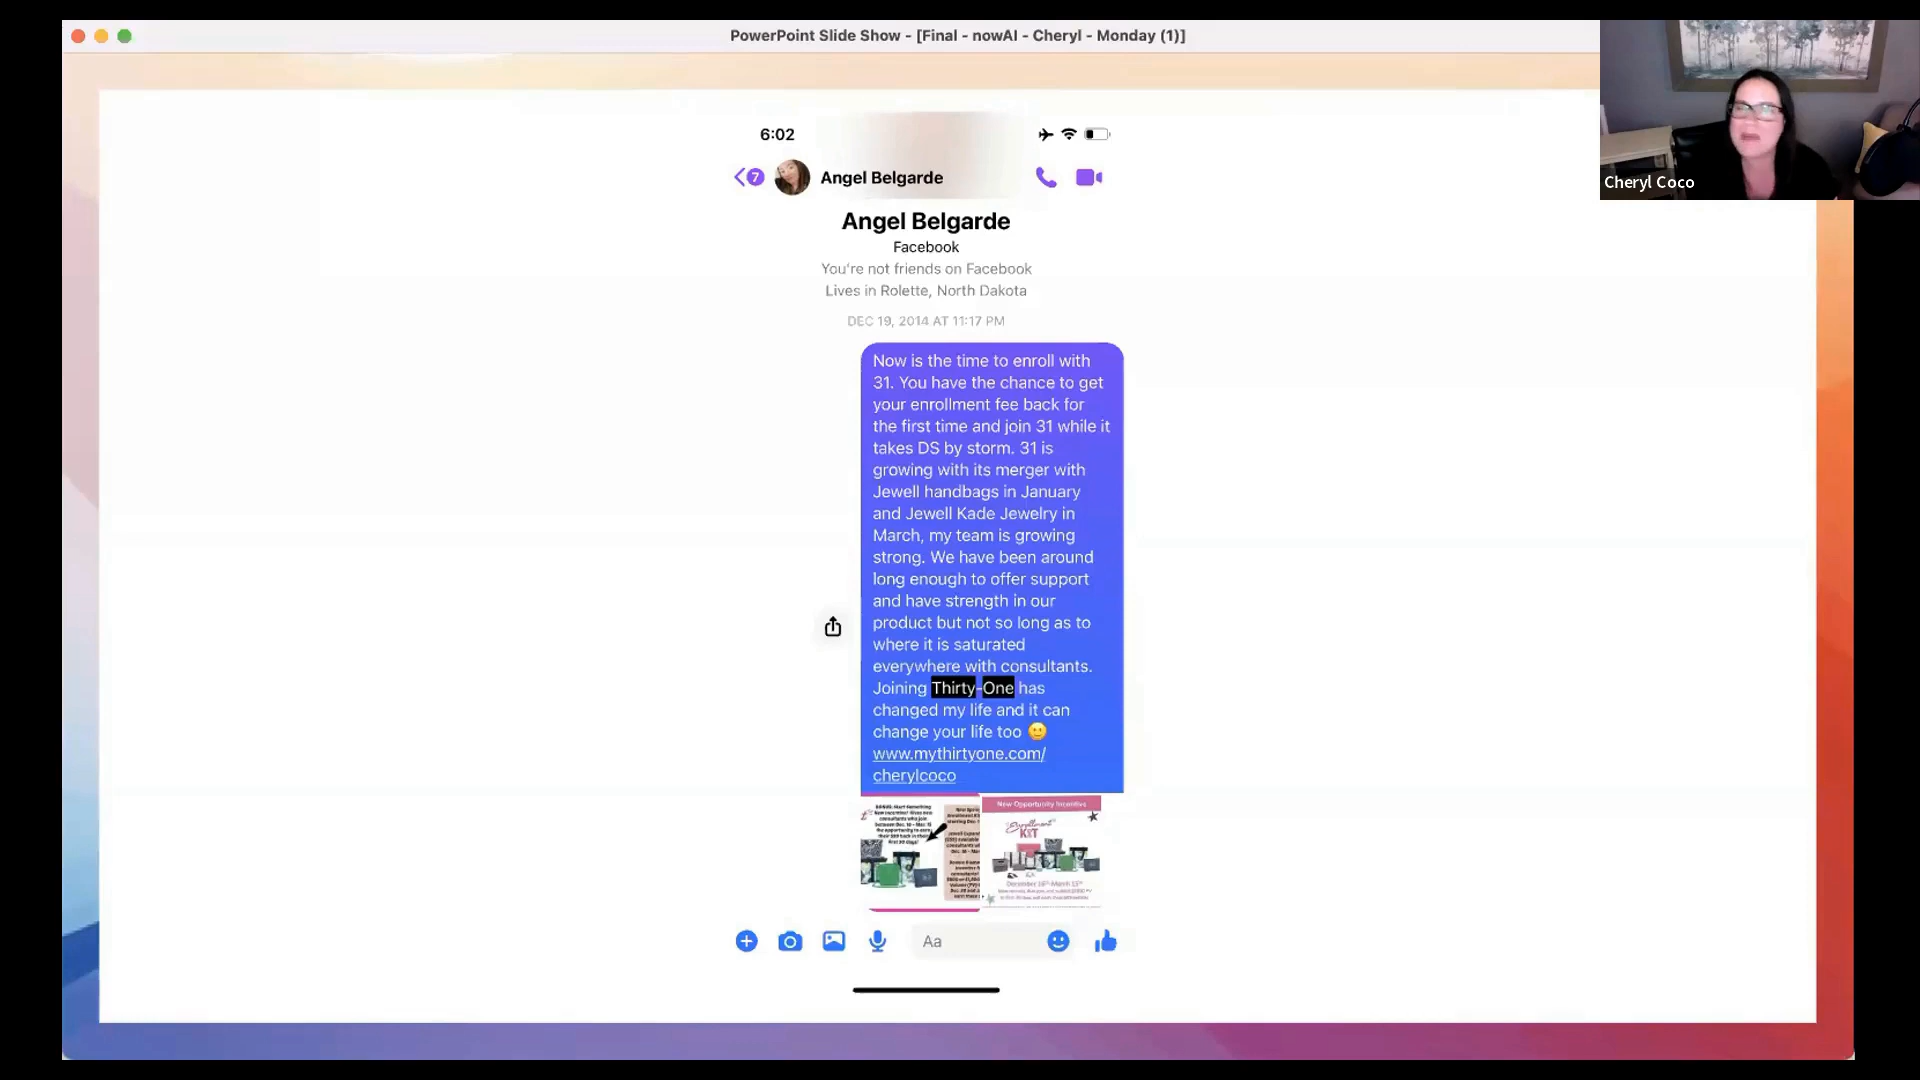 PowerPoint Slide Show - [Final - nowAI - Cheryl - Monday (1)]
Cheryl Coco
6:02
7
Angel Belgarde
Angel Belgarde
Facebook
You're not friends on Facebook
Lives in Rolette, North Dakota
DEC 19, 2014 AT 11:17 PM
Now is the time to enroll with
31. You have the chance to get
your enrollment fee back for
the first time and join 31 while it
takes DS by storm. 31 is
growing with its merger with
Jewell handbags in January
and Jewell Kade Jewelry in
March, my team is growing
strong. We have been around
long enough to offer support
and have strength in our
product but not so long as to
where it is saturated
everywhere with consultants.
Joining Thirty-One has
changed my life and it can
change your life too 🙂
www.mythirtyone.com/
cherylcoco
New Opportunity Incentive
Enrollment
KIT
Aa